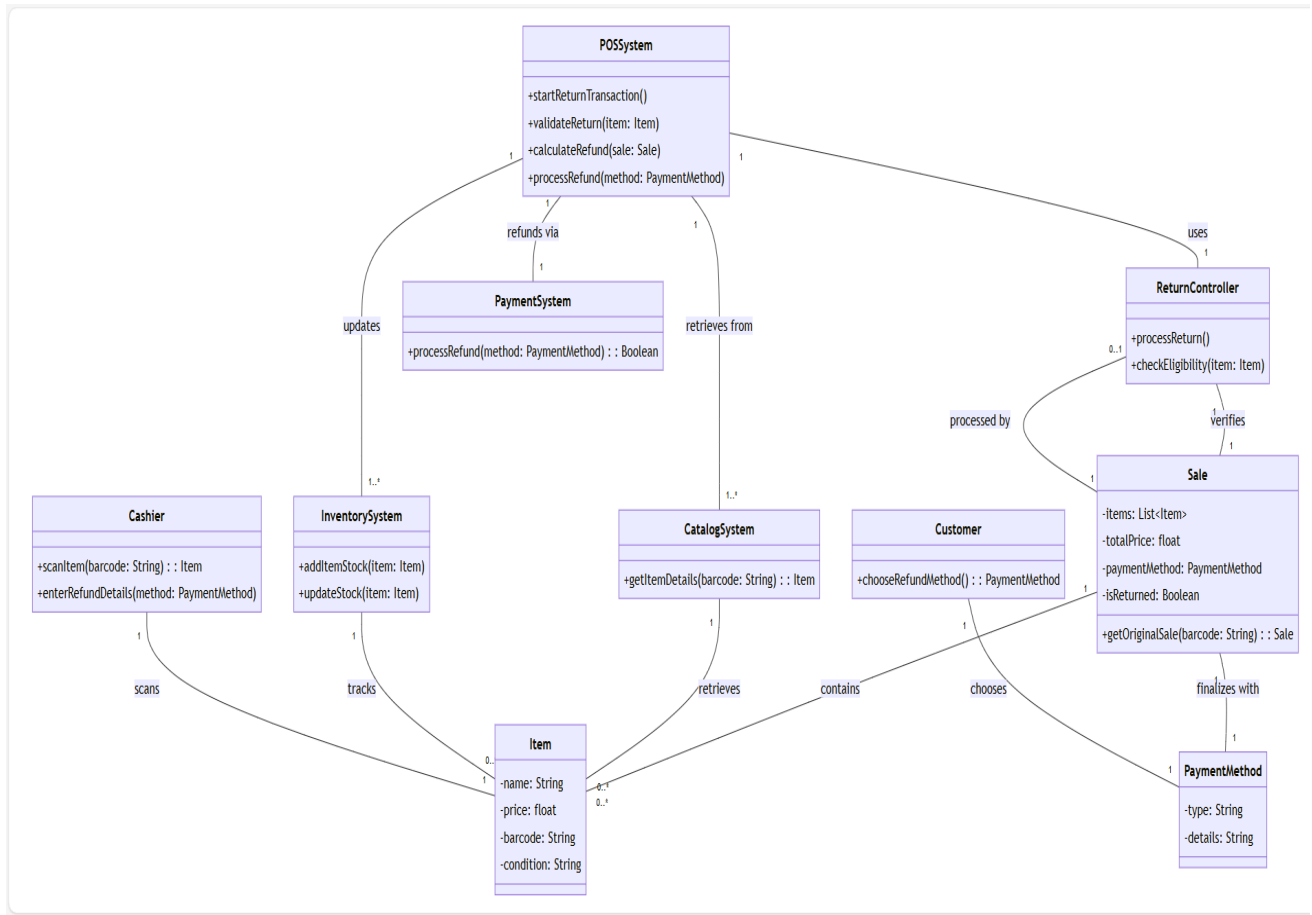 POSSystem
+startReturnTransaction()
+validateReturn(item: Item)
+calculateRefund(sale: Sale)
+processRefund(method: PaymentMethod)
1
1
1
1
refunds via
uses
1
1
PaymentSystem
+processRefund(method: PaymentMethod) : : Boolean
ReturnController
+processReturn()
+checkEligibility(item: Item)
updates
retrieves from
0..1
processed by
1
verifies
1
1
1..*
1..*
Cashier
+scanItem(barcode: String) : : Item
+enterRefundDetails(method: PaymentMethod)
InventorySystem
+addItemStock(item: Item)
+updateStock(item: Item)
CatalogSystem
+getItemDetails(barcode: String) : : Item
Customer
+chooseRefundMethod() : : PaymentMethod
Sale
-items: List<Item>
-totalPrice: float
-paymentMethod: PaymentMethod
-isReturned: Boolean
+getOriginalSale(barcode: String) : : Sale
1
1
1
1
1
scans
tracks
retrieves
contains
chooses
1
finalizes with
Item
-name: String
-price: float
-barcode: String
-condition: String
0..
1
0..*
0..*
1
1
PaymentMethod
-type: String
-details: String